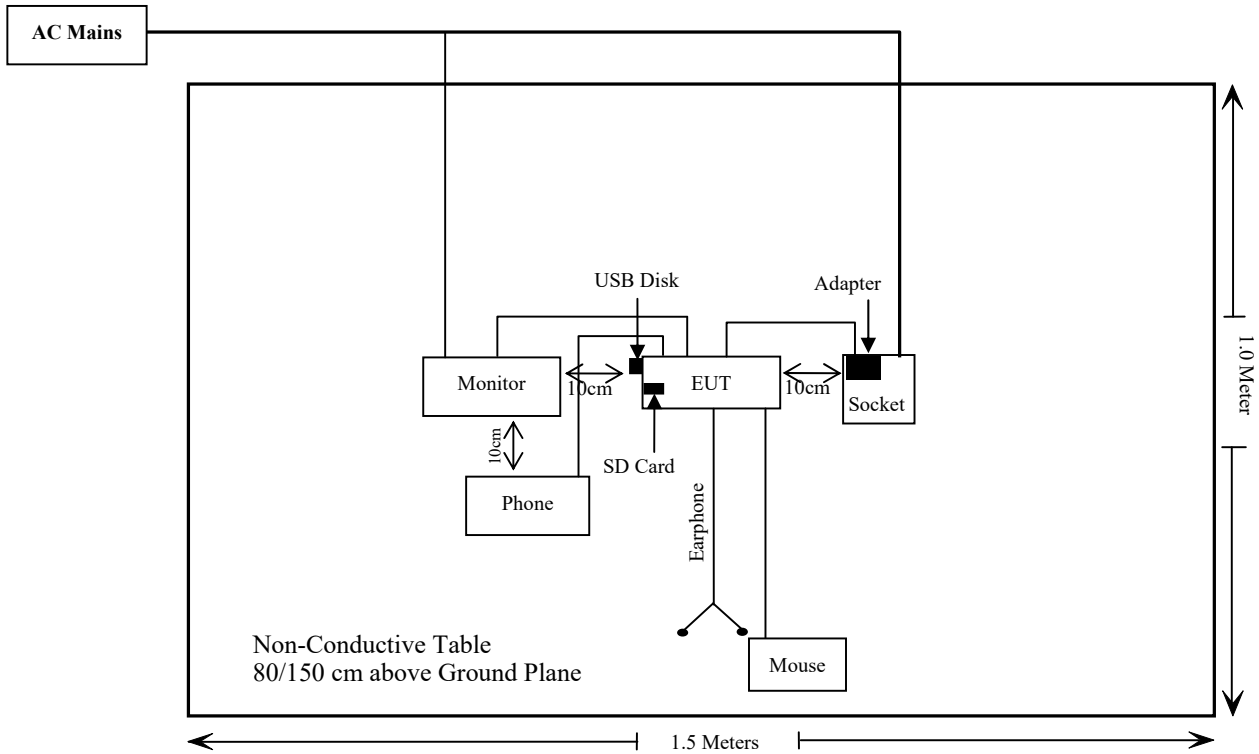 AC Mains
USB Disk
Adapter
Monitor
10cm
EUT
10cm
Socket
1.0 Meter
10cm
SD Card
Phone
Earphone
Non-Conductive Table
80/150 cm above Ground Plane
Mouse
1.5 Meters